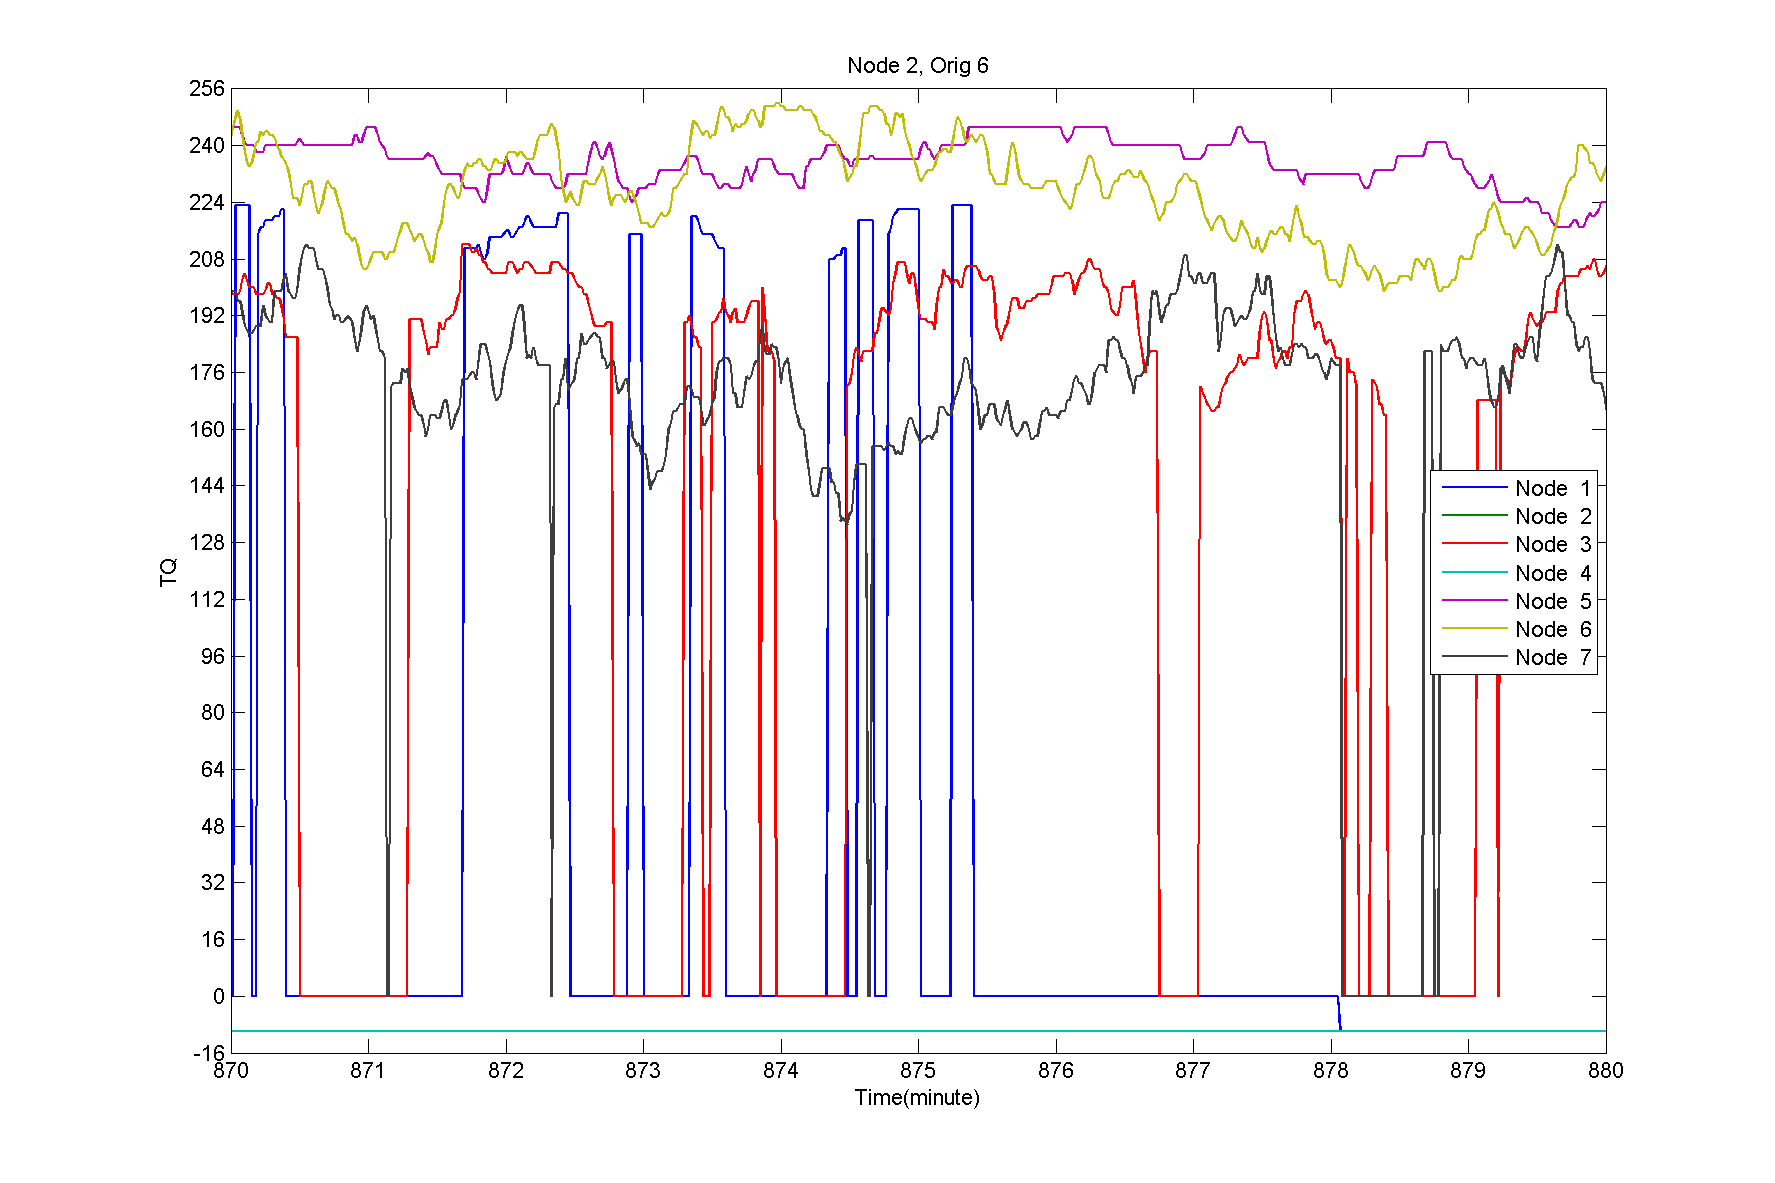 Node 2, Orig 6
256
240
224
208
192
176
160
144
128
112
96
80
64
48
32
16
0
-16
TQ
Node 1
Node 2
Node 3
Node 4
Node 5
Node 6
Node 7
870 871 872 873 874 875 876 877 878 879 880
Time(minute)